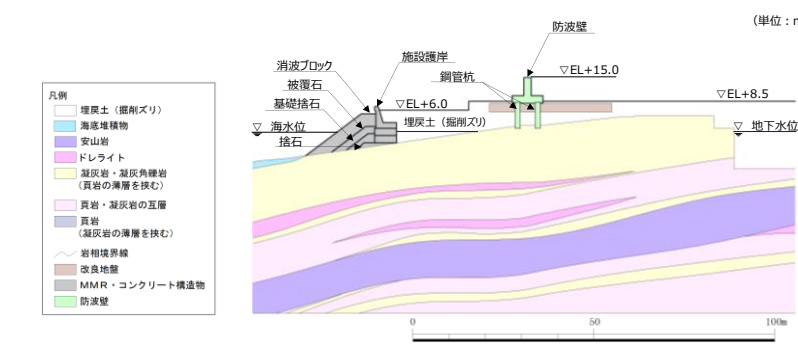 （単位：m
防波壁
施設護岸
消波ブロック
鋼管杭
▽EL+15.0
被覆石
▽EL+8.5
基礎捨石
▽EL+6.0
海水位
埋戻土（掘削ズリ）
地下水位
捨石
凡例
埋戻土（掘削ズリ）
海底堆積物
安山岩
ドレライト
凝灰岩・凝灰角礫岩
（頁岩の薄層を挟む）
頁岩・凝灰岩の互層
頁岩
（凝灰岩の薄層を挟む）
岩相境界線
改良地盤
ＭＭＲ・コンクリート構造物
防波壁
0
50
100m